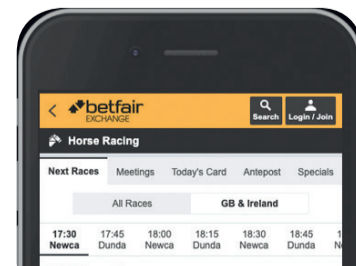 betfair
EXCHANGE
Search
Login / Join
Horse Racing
Next Races Meetings Today's Card Antepost Specials
All Races GB & Ireland
17:30 17:45 18:00 18:15 18:30 18:45
Newca Dunda Newca Dunda Newca Dunda